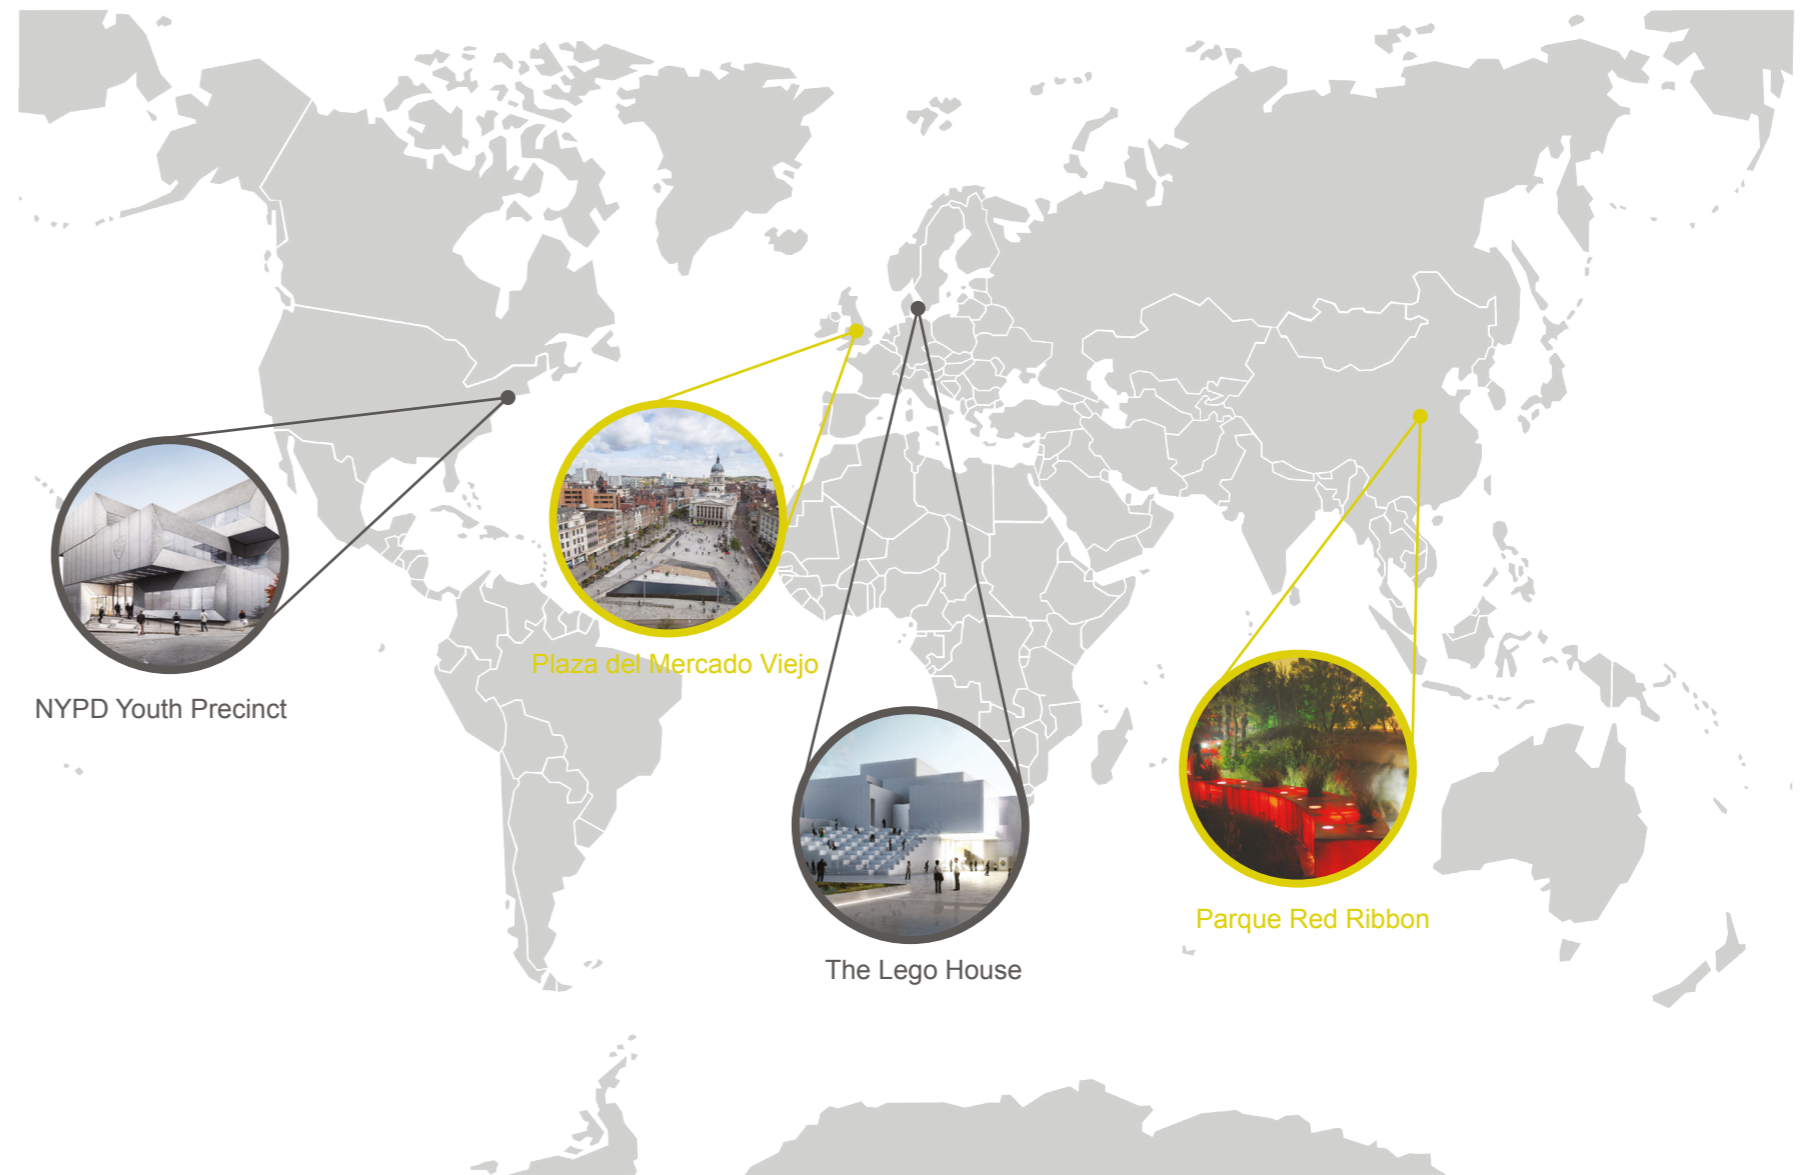 Plaza del Mercado Viejo
NYPD Youth Precinct
Parque Red Ribbon
The Lego House